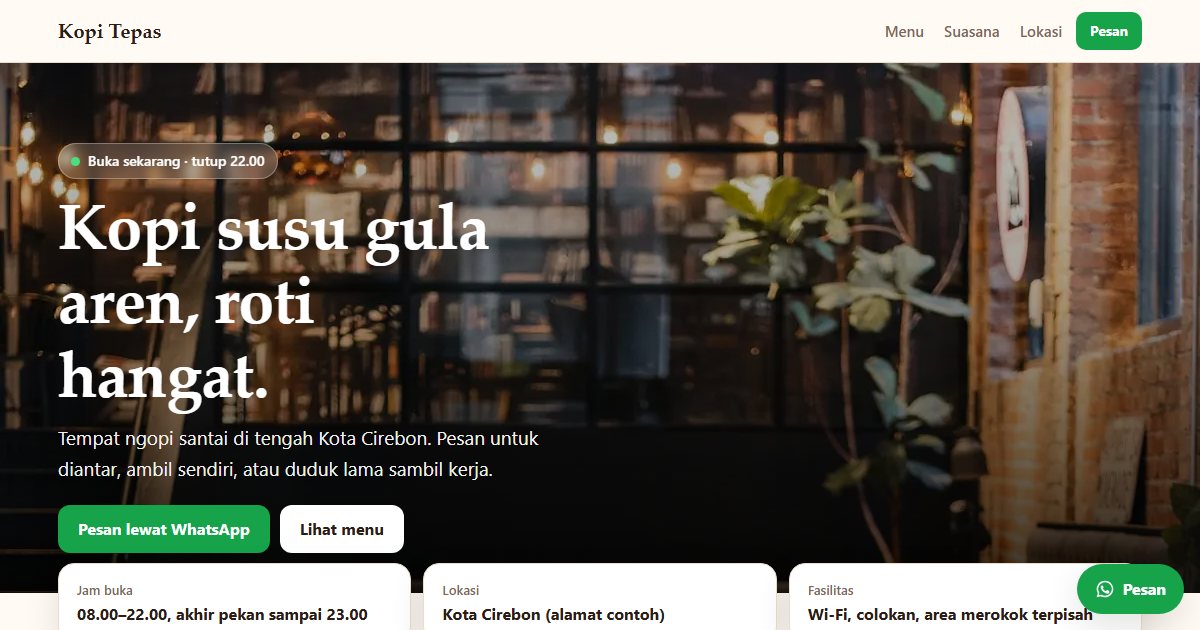 Kopi Tepas
Menu Suasana Lokasi Pesan
Buka sekarang · tutup 22.00
Kopi susu gula
aren, roti
hangat.
Tempat ngopi santai di tengah Kota Cirebon. Pesan untuk
diantar, ambil sendiri, atau duduk lama sambil kerja.
Pesan lewat WhatsApp Lihat menu
Jam buka
08.00–22.00, akhir pekan sampai 23.00
Lokasi
Kota Cirebon (alamat contoh)
Fasilitas
Wi-Fi, colokan, area merokok terpisah
Pesan